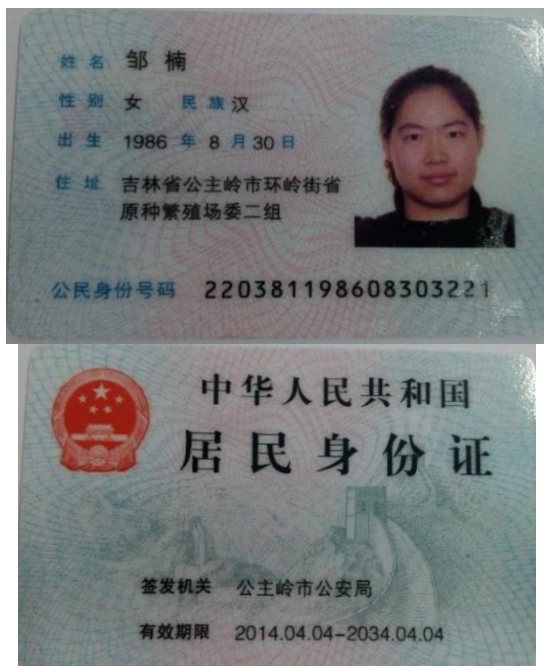 姓名 邹楠
性别 女 民族 汉
出生 1986 年 8 月 30 日
住址 吉林省公主岭市环岭街省
原种繁殖场委二组
公民身份号码 220381198608303221
中华人民共和国
居民身份证
签发机关 公主岭市公安局
有效期限 2014.04.04-2034.04.04